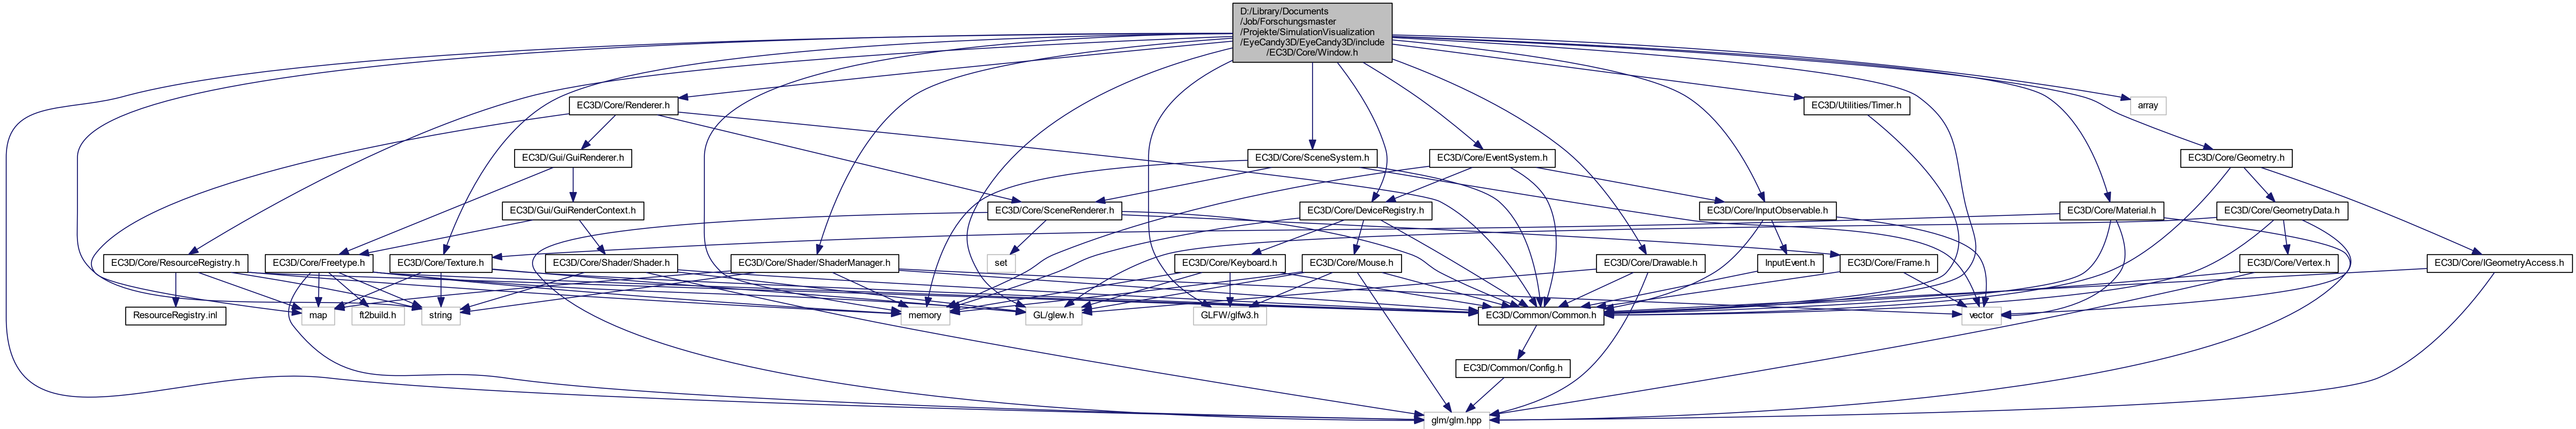 D:/Library/Documents
/Job/Forschungsmaster
/Projekte/SimulationVisualization
/EyeCandy3D/EyeCandy3D/include
/EC3D/Core/Window.h
EC3D/Core/Renderer.h
EC3D/Utilities/Timer.h
array
EC3D/Gui/GuiRenderer.h
EC3D/Core/SceneSystem.h
EC3D/Core/EventSystem.h
EC3D/Core/Geometry.h
EC3D/Gui/GuiRenderContext.h
EC3D/Core/SceneRenderer.h
EC3D/Core/DeviceRegistry.h
EC3D/Core/InputObservable.h
EC3D/Core/Material.h
EC3D/Core/GeometryData.h
EC3D/Core/ResourceRegistry.h
EC3D/Core/Freetype.h
EC3D/Core/Texture.h
EC3D/Core/Shader/Shader.h
EC3D/Core/Shader/ShaderManager.h
set
EC3D/Core/Keyboard.h
EC3D/Core/Mouse.h
EC3D/Core/Drawable.h
InputEvent.h
EC3D/Core/Frame.h
EC3D/Core/Vertex.h
EC3D/Core/IGeometryAccess.h
ResourceRegistry.inl
map
ft2build.h
string
memory
GL/glew.h
GLFW/glfw3.h
EC3D/Common/Common.h
vector
EC3D/Common/Config.h
glm/glm.hpp